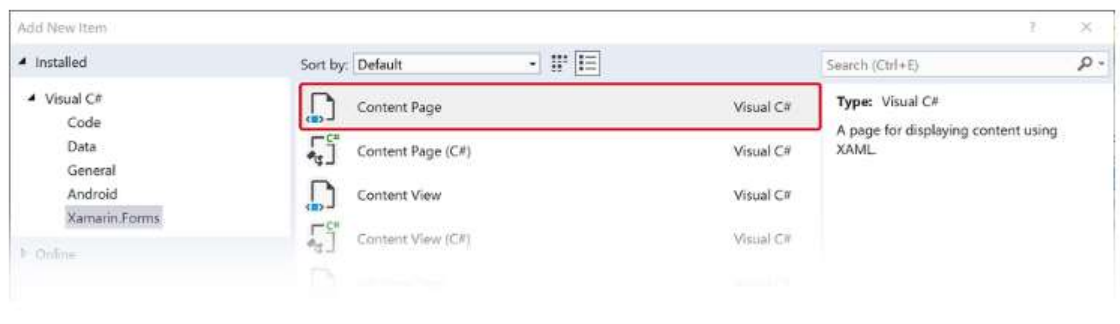 Add New Item ? ×
Installed
Sort by: Default
Search (Ctrl+E)
Visual C#
Code
Data
General
Android
Xamarin.Forms
Online
Content Page Visual C#
C# Content Page (C#) Visual C#
Content View Visual C#
C# Content View (C#) Visual C#
Type: Visual C#
A page for displaying content using
XAML.